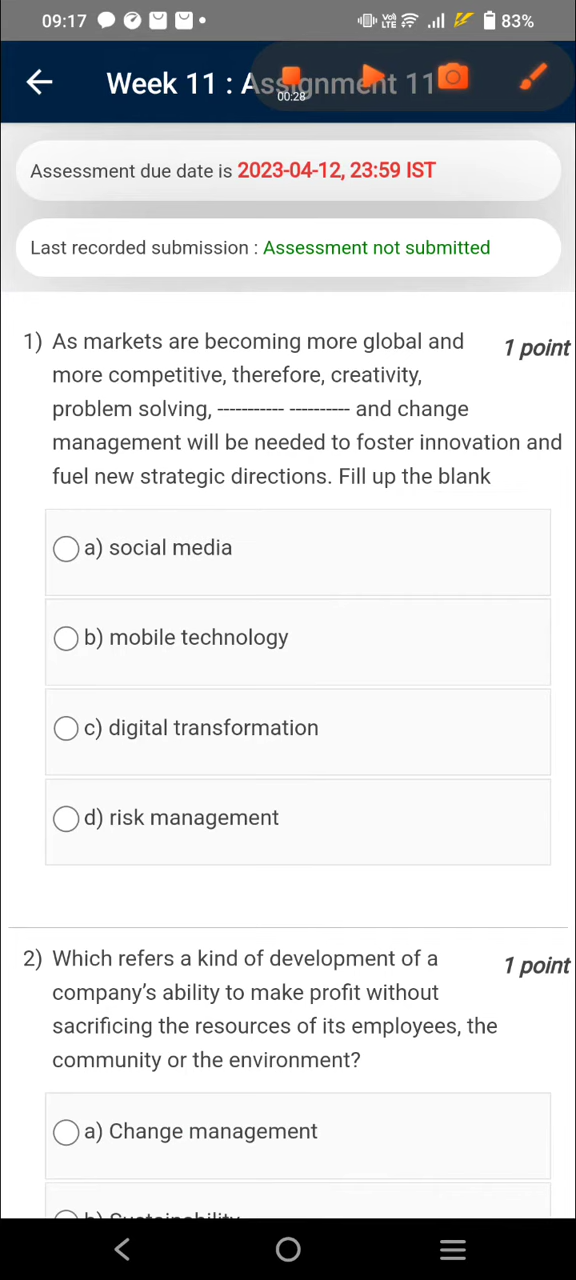 09:17 Vo) LTE 83%
Week 11 : Assignment 11
00:28
Assessment due date is 2023-04-12, 23:59 IST
Last recorded submission : Assessment not submitted
1) As markets are becoming more global and 1 point
more competitive, therefore, creativity,
problem solving, ----------- ---------- and change
management will be needed to foster innovation and
fuel new strategic directions. Fill up the blank
a) social media
b) mobile technology
c) digital transformation
d) risk management
2) Which refers a kind of development of a 1 point
company’s ability to make profit without
sacrificing the resources of its employees, the
community or the environment?
a) Change management
b) Sustainability